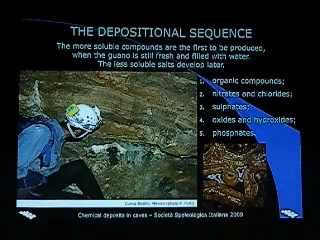 THE DEPOSITIONAL SEQUENCE
The more soluble compounds are the first to be produced,
when the guano is still fresh and filled with water.
The less soluble salts develop later.
1. organic compounds;
2. nitrates and chlorides;
3. sulphates;
4. oxides and hydroxides;
5. phosphates.
Mexico (photo
Chemical deposits in caves – Società Speleologica Italiana 2009